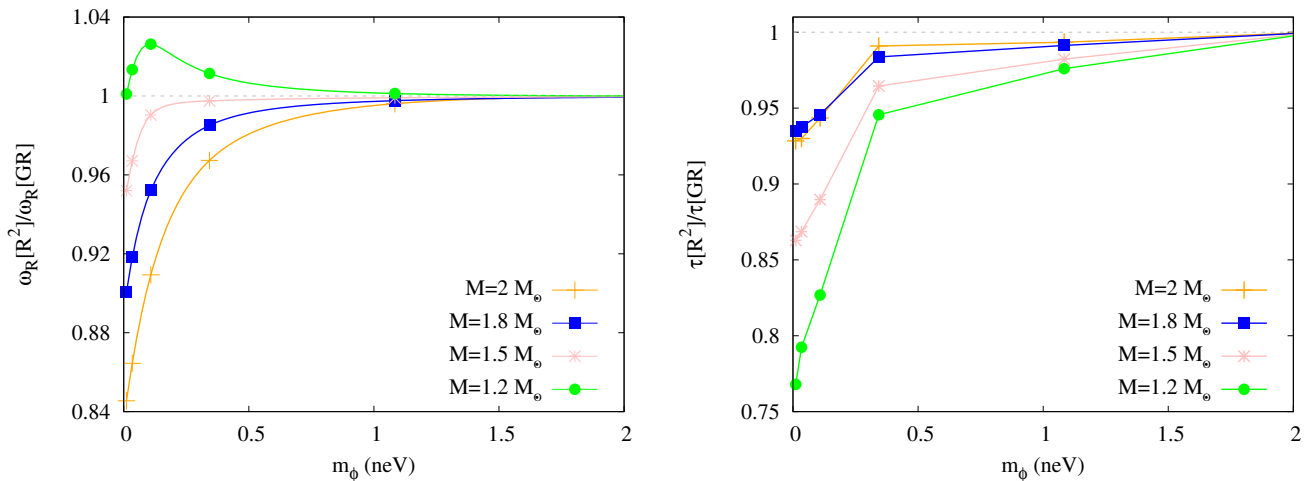 1.04
1
0.96
0.92
0.88
0.84
ω_R[R²]/ω_R[GR]
M=2 M_⊙
M=1.8 M_⊙
M=1.5 M_⊙
M=1.2 M_⊙
0 0.5 1 1.5 2
m_ϕ (neV)
1
0.95
0.9
0.85
0.8
0.75
τ[R²]/τ[GR]
M=2 M_⊙
M=1.8 M_⊙
M=1.5 M_⊙
M=1.2 M_⊙
0 0.5 1 1.5 2
m_ϕ (neV)